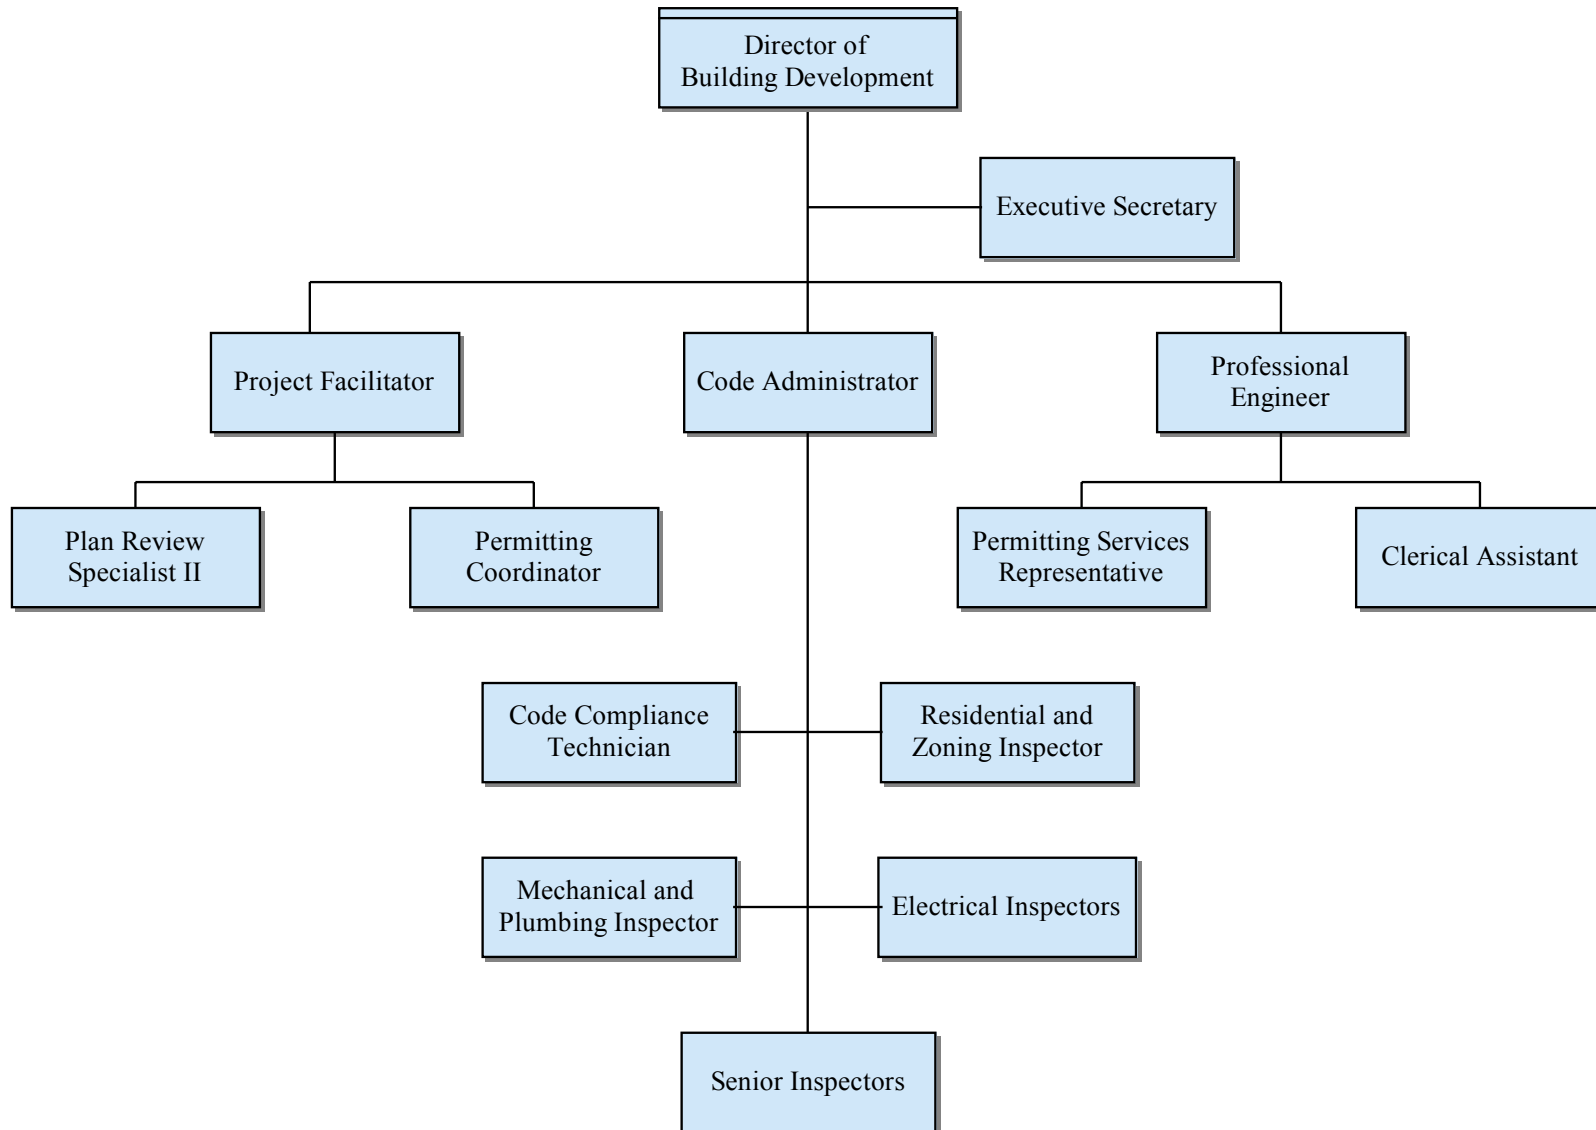 Director of
Building Development
Executive Secretary
Project Facilitator
Code Administrator
Professional
Engineer
Plan Review
Specialist II
Permitting
Coordinator
Permitting Services
Representative
Clerical Assistant
Code Compliance
Technician
Residential and
Zoning Inspector
Mechanical and
Plumbing Inspector
Electrical Inspectors
Senior Inspectors